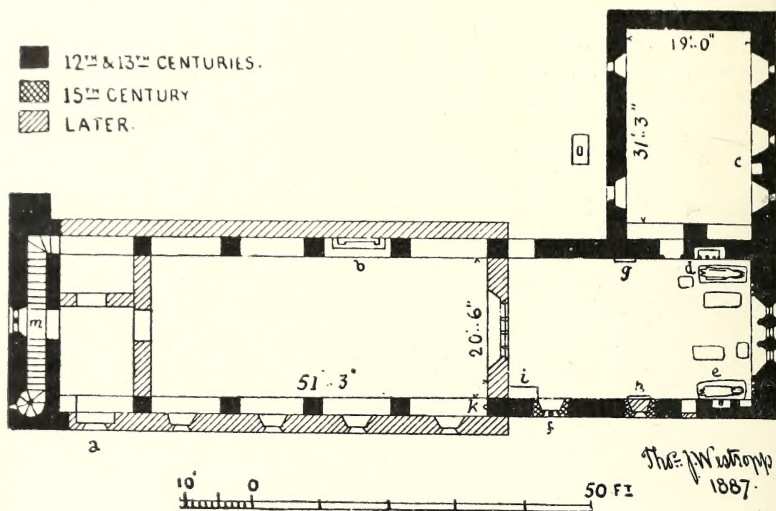 12TH & 13TH CENTURIES.
15TH CENTURY
LATER.
19'.0"
31'.3"
c
b
g
d
m
20'.6"
51' 3"
i
k
h
e
f
a
Thos. J. Westropp
1887.
10' 0 50 FT